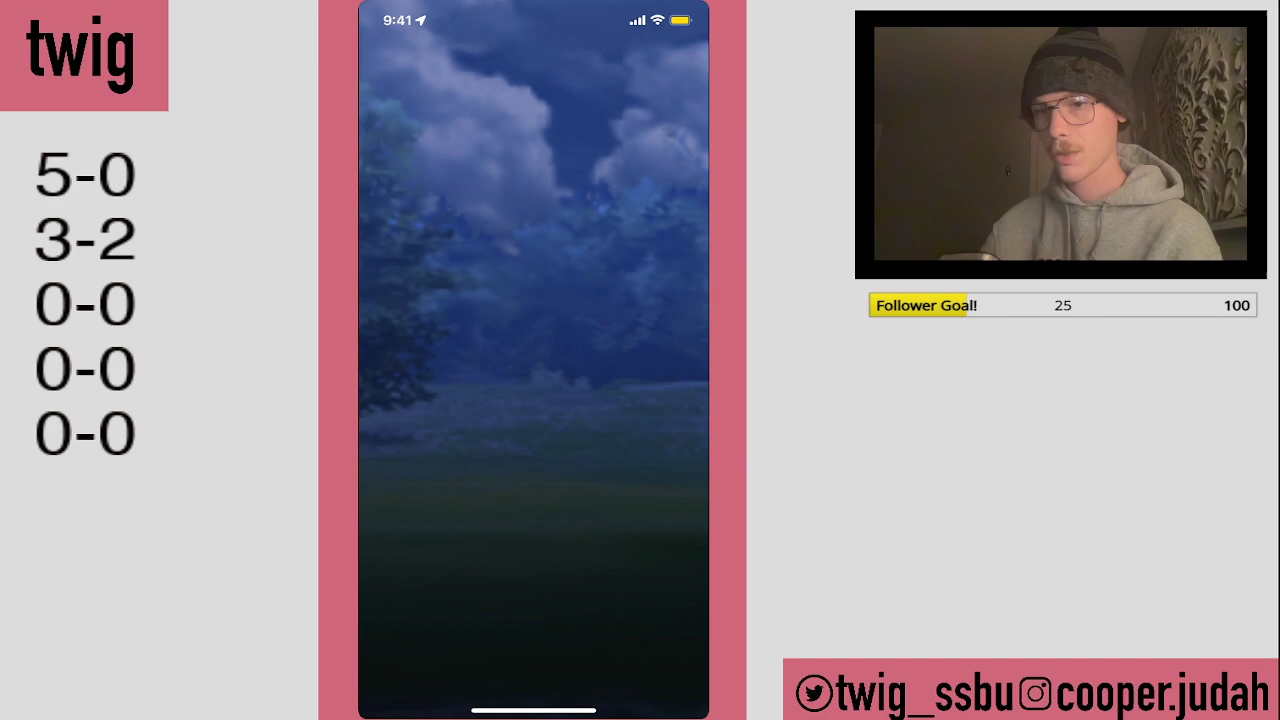 twig
5-0
3-2
0-0
0-0
0-0
9:41
Follower Goal! 25 100
twig_ssbu cooper.judah